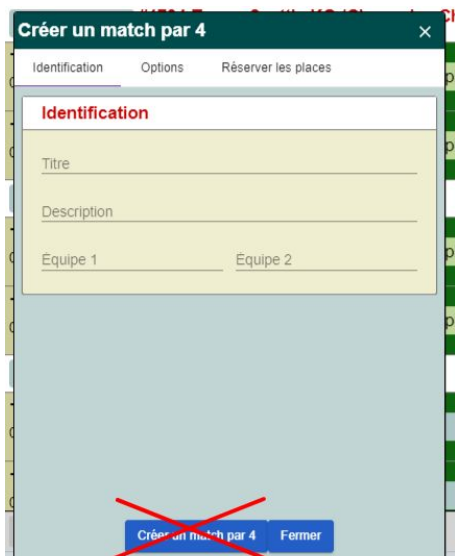 Créer un match par 4
×
Identification Options Réserver les places
Identification
Titre
Description
Équipe 1 Équipe 2
Créer un match par 4 Fermer